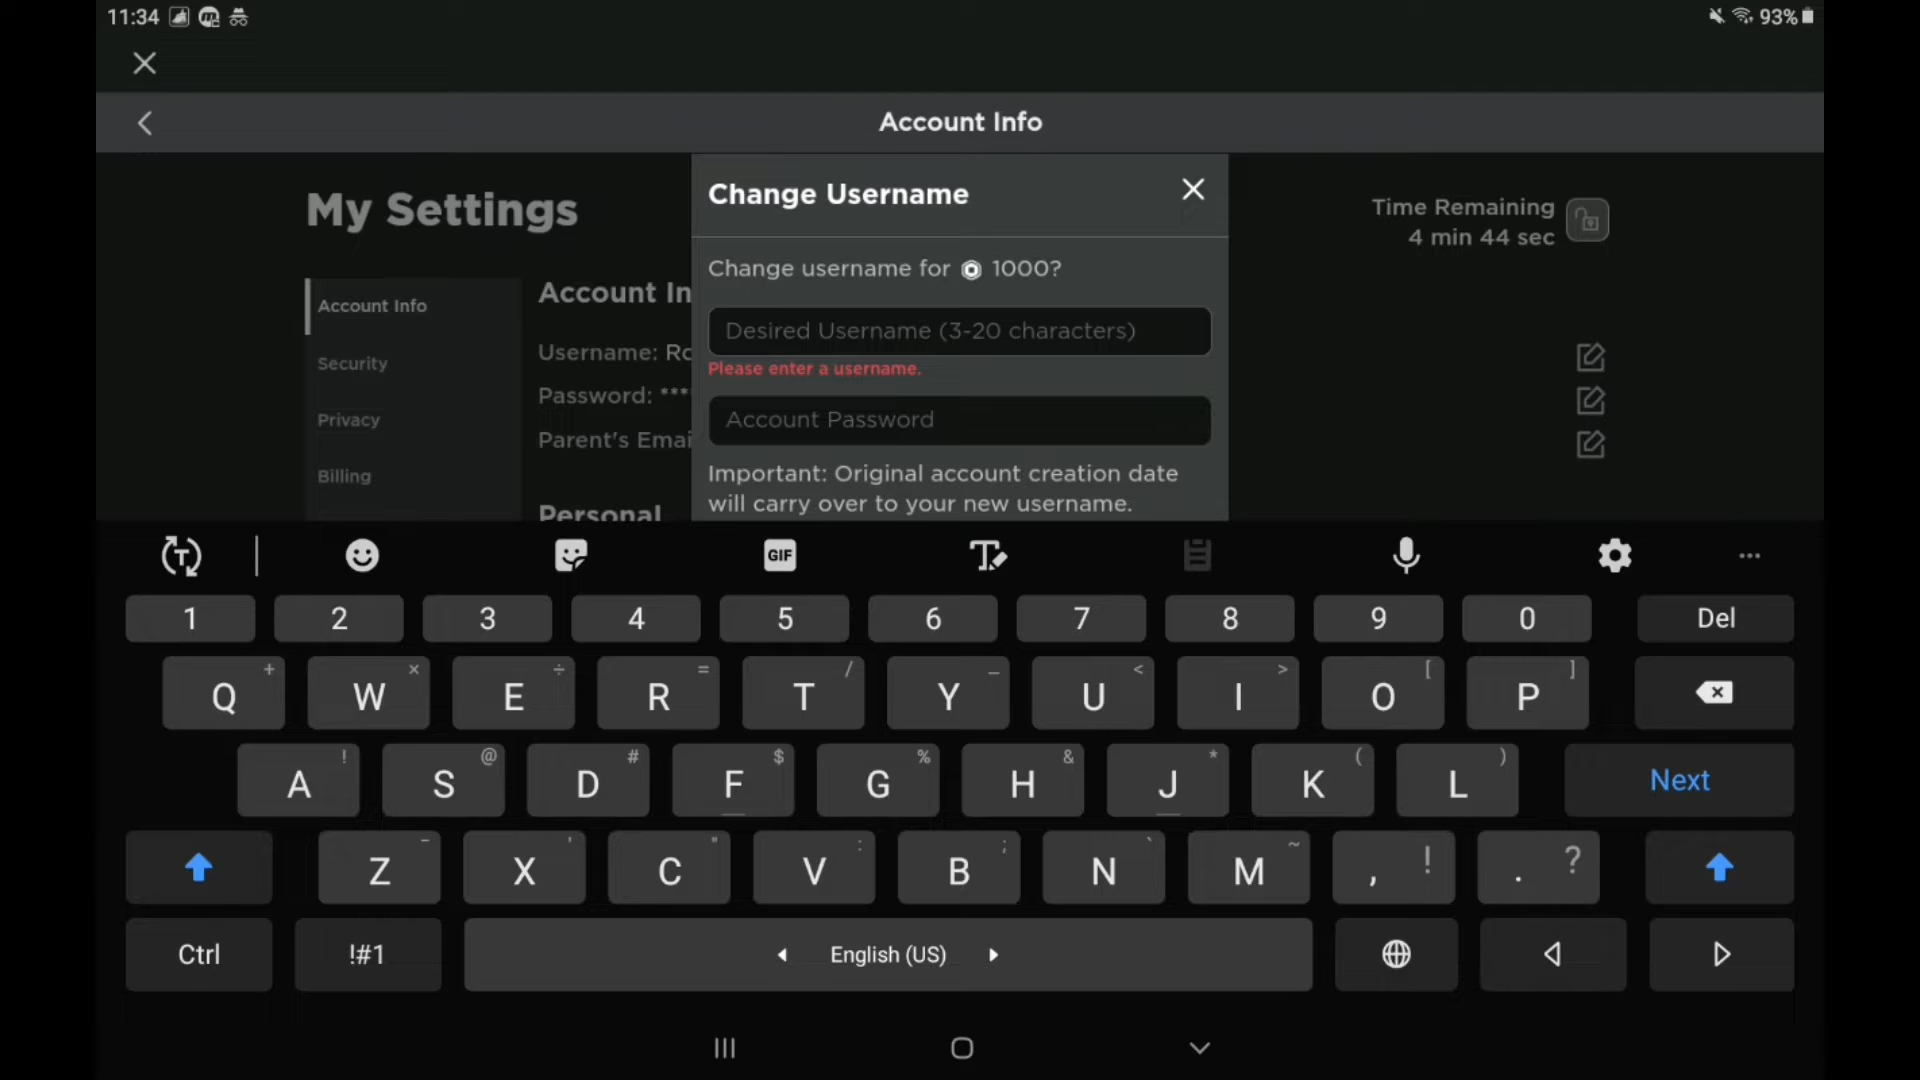 11:34
93%
Account Info
My Settings
Change Username
Time Remaining
4 min 44 sec
Change username for 1000?
Account Info
Security
Privacy
Billing
Account In
Username: Ro
Password: ****
Parent's Emai
Personal
Desired Username (3-20 characters)
Please enter a username.
Account Password
Important: Original account creation date
will carry over to your new username.
T GIF T
1 2 3 4 5 6 7 8 9 0 Del
Q + W × E ÷ R = T / Y _ U < I > O [ P ]
A ! S @ D # F $ G % H & J * K ( L ) Next
Z - X ' C " V : B ; N ` M ~ , ! . ?
Ctrl !#1 English (US)